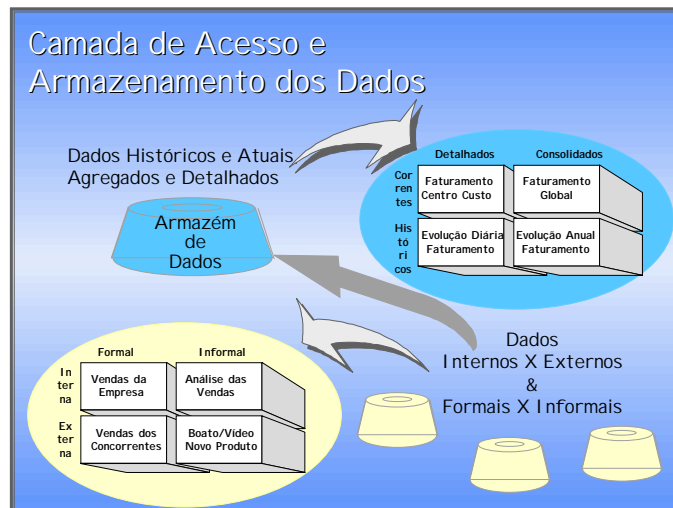 Camada de Acesso e
Armazenamento dos Dados
Dados Históricos e Atuais
Agregados e Detalhados
Armazém
de
Dados
Detalhados
Consolidados
Cor
ren
tes
Faturamento
Centro Custo
Faturamento
Global
His
tó
ri
cos
Evolução Diária
Faturamento
Evolução Anual
Faturamento
Dados
Internos X Externos
&
Formais X Informais
Formal
Informal
In
ter
na
Vendas da
Empresa
Análise das
Vendas
Ex
ter
na
Vendas dos
Concorrentes
Boato/Vídeo
Novo Produto